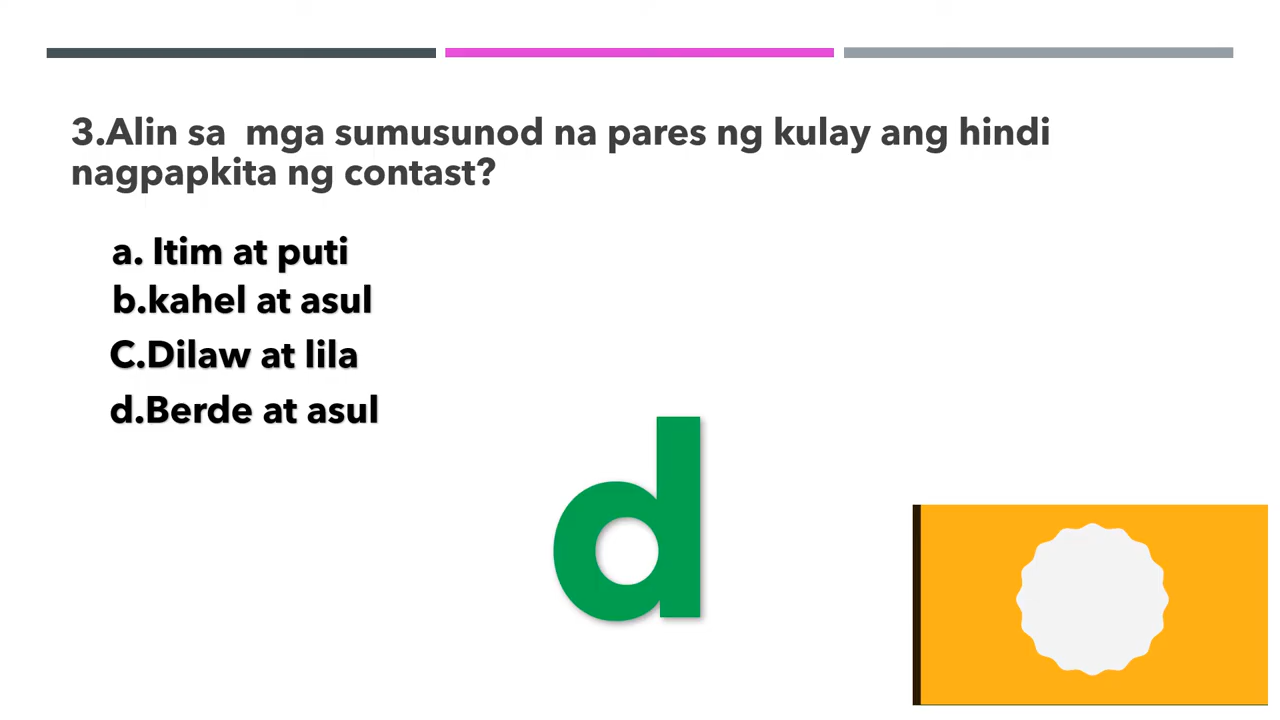 3.Alin sa mga sumusunod na pares ng kulay ang hindi
nagpapkita ng contast?
a. Itim at puti
b.kahel at asul
C.Dilaw at lila
d.Berde at asul
d